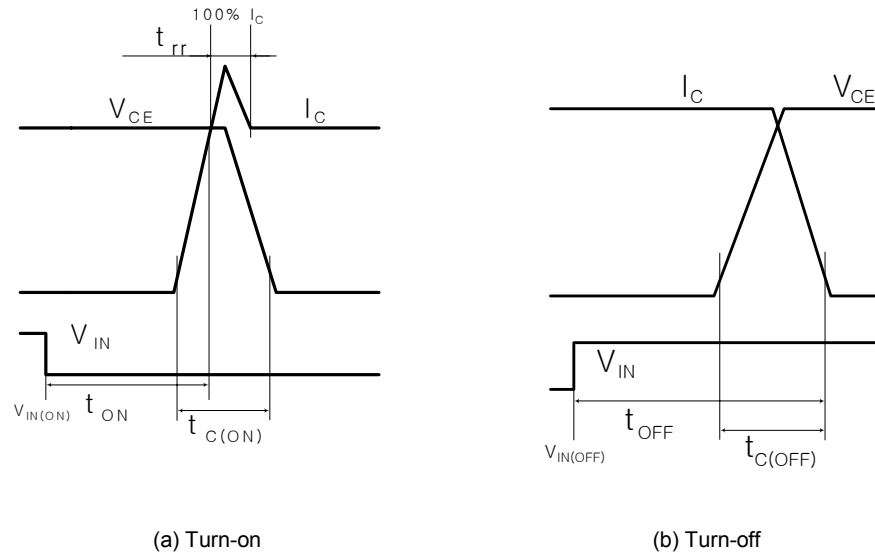 100% I_C
t_rr
V_CE
I_C
V_IN
V_IN(ON)
t_ON
t_C(ON)
(a) Turn-on
I_C
V_CE
V_IN
V_IN(OFF)
t_OFF
t_C(OFF)
(b) Turn-off